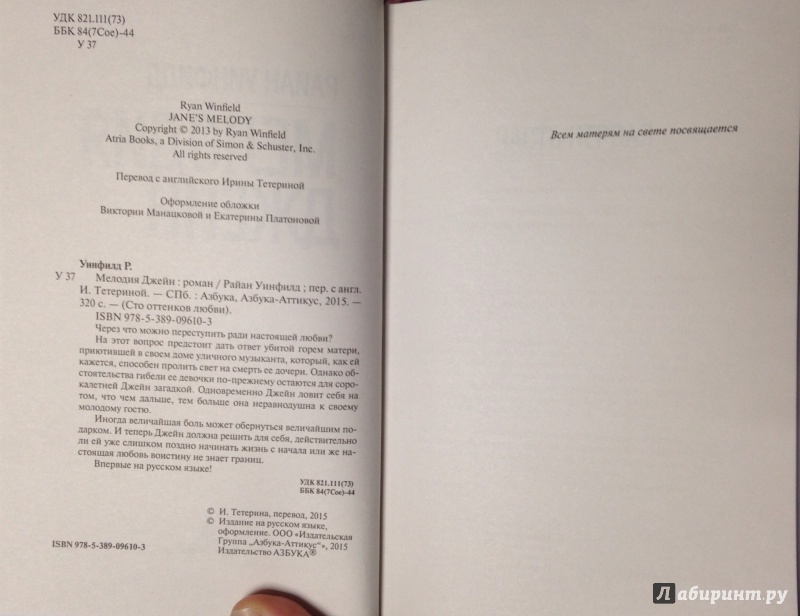 УДК 821.111(73)
ББК 84(7Сое)-44
У 37
Ryan Winfield
JANE'S MELODY
Copyright © 2013 by Ryan Winfield
Atria Books, a Division of Simon & Schuster, Inc.
All rights reserved
Перевод с английского Ирины Тетериной
Оформление обложки
Виктории Манацковой и Екатерины Платоновой
Уинфилд Р.
У 37 Мелодия Джейн : роман / Райан Уинфилд ; пер. с англ.
И. Тетериной. — СПб. : Азбука, Азбука-Аттикус, 2015. —
320 с. — (Сто оттенков любви).
ISBN 978-5-389-09610-3
Через что можно переступить ради настоящей любви?
На этот вопрос предстоит дать ответ убитой горем матери,
приютившей в своем доме уличного музыканта, который, как ей
кажется, способен пролить свет на смерть ее дочери. Однако об-
стоятельства гибели ее девочки по-прежнему остаются для соро-
калетней Джейн загадкой. Одновременно Джейн ловит себя на
том, что чем дальше, тем больше она неравнодушна к своему
молодому гостю.
Иногда величайшая боль может обернуться величайшим по-
дарком. И теперь Джейн должна решить для себя, действительно
ли ей уже слишком поздно начинать жизнь с начала или же на-
стоящая любовь воистину не знает границ.
Впервые на русском языке!
УДК 821.111(73)
ББК 84(7Сое)-44
© И. Тетерина, перевод, 2015
© Издание на русском языке,
оформление. ООО «Издательская
Группа „Азбука-Аттикус“», 2015
Издательство АЗБУКА®
ISBN 978-5-389-09610-3
Всем матерям на свете посвящается
Лабиринт.ру